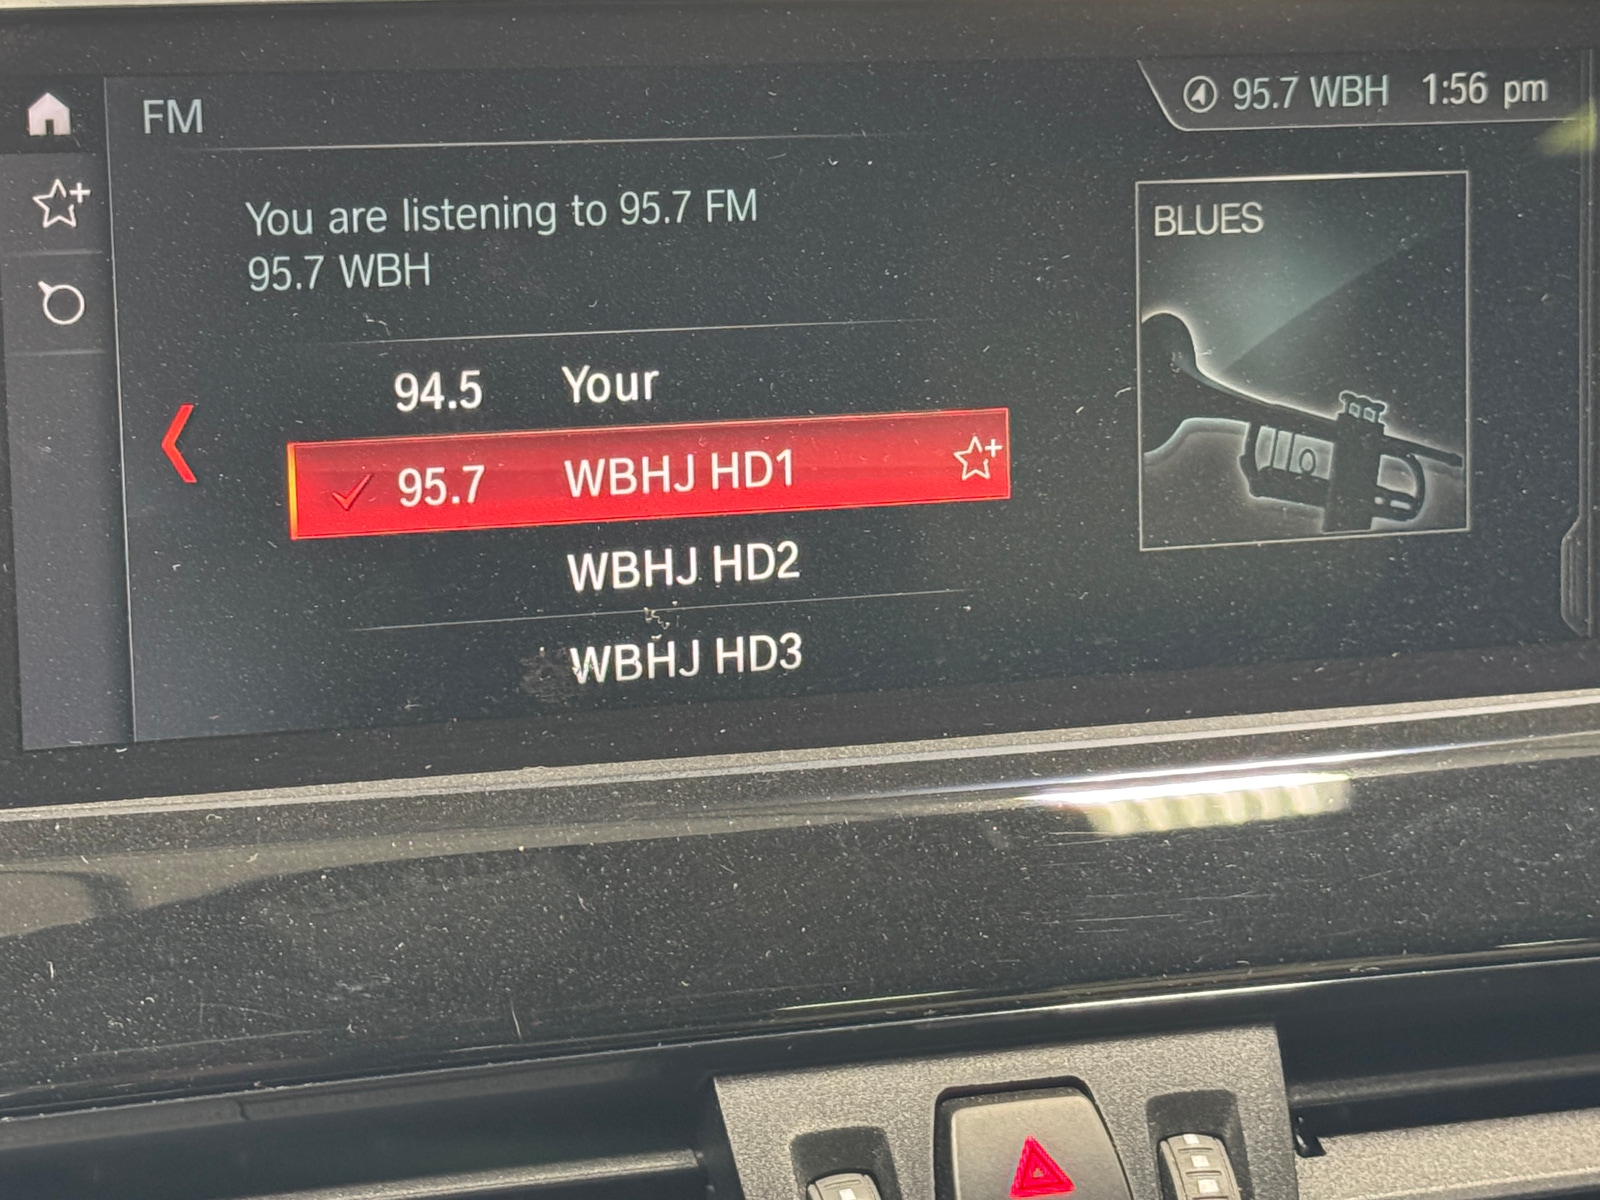 FM
95.7 WBH 1:56 pm
You are listening to 95.7 FM
95.7 WBH
BLUES
94.5 Your
95.7 WBHJ HD1
WBHJ HD2
WBHJ HD3